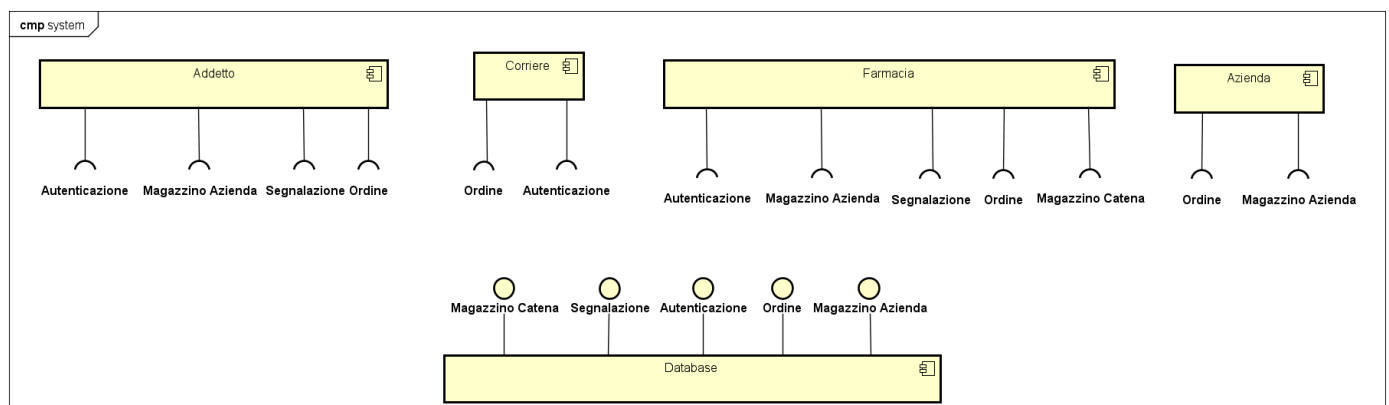 cmp system
Addetto
Corriere
Farmacia
Azienda
Autenticazione Magazzino Azienda Segnalazione Ordine
Ordine Autenticazione
Autenticazione Magazzino Azienda Segnalazione Ordine Magazzino Catena
Ordine Magazzino Azienda
Magazzino Catena Segnalazione Autenticazione Ordine Magazzino Azienda
Database